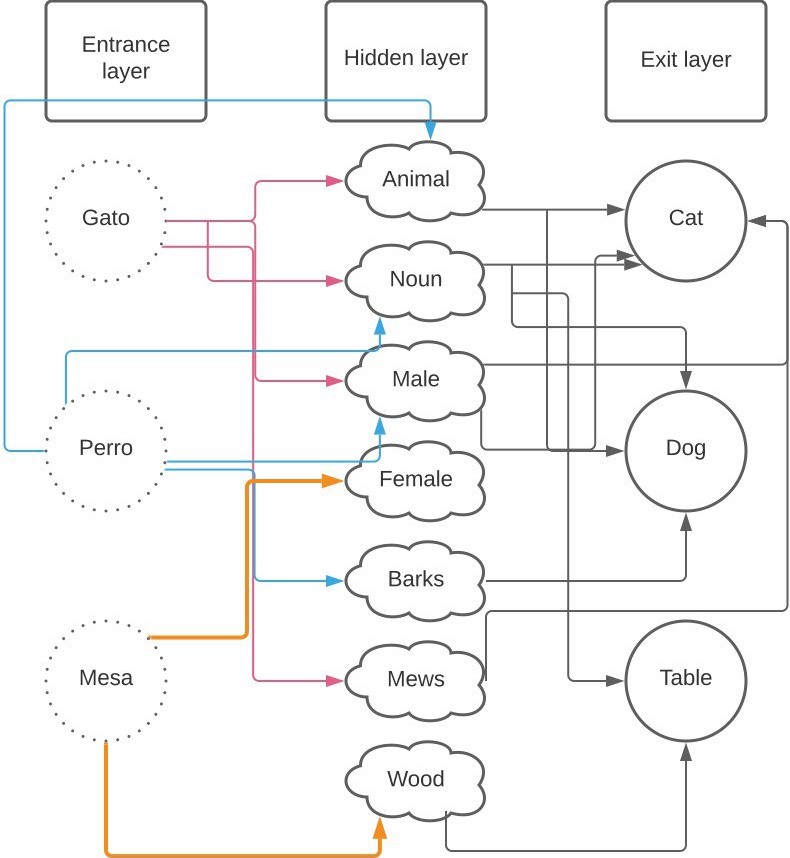 Entrance
layer
Hidden layer
Exit layer
Animal
Gato
Cat
Noun
Male
Perro
Dog
Female
Barks
Mesa
Mews
Table
Wood